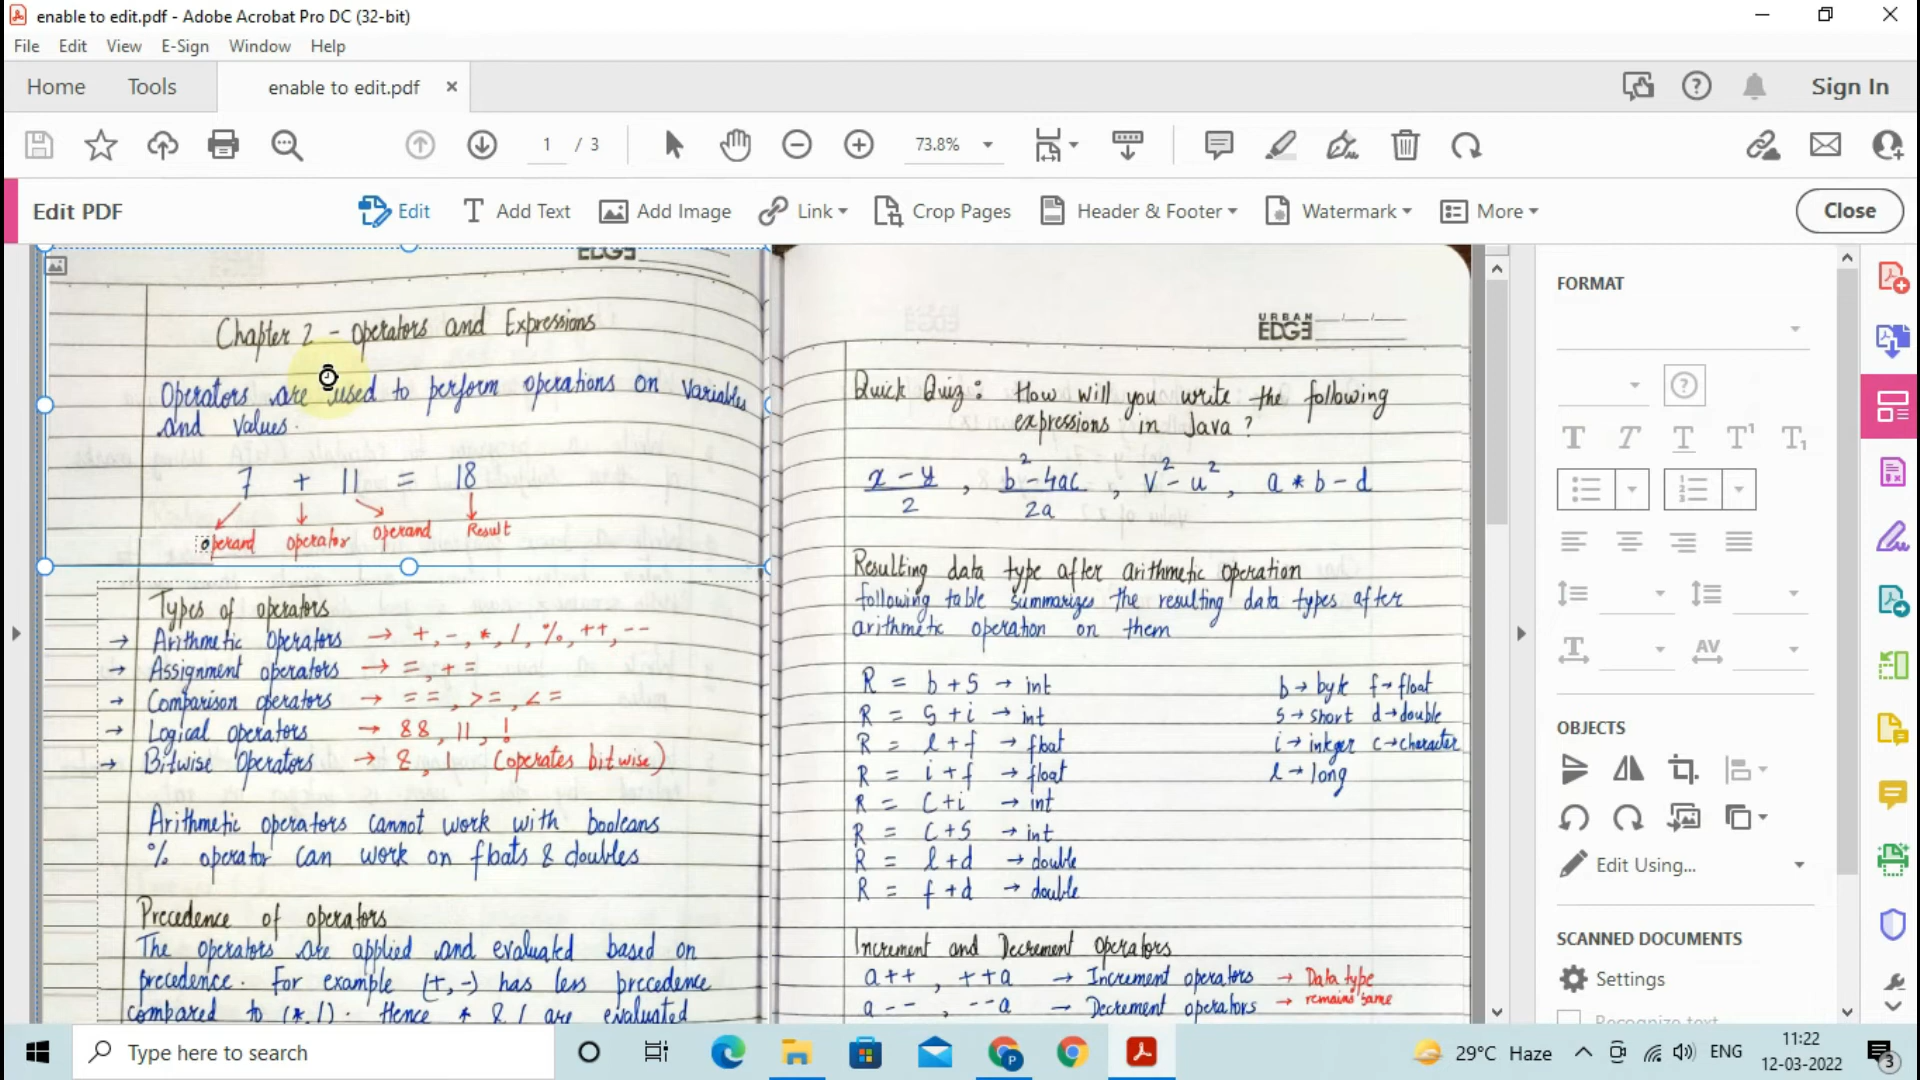 enable to edit.pdf - Adobe Acrobat Pro DC (32-bit)
File Edit View E-Sign Window Help
Home Tools enable to edit.pdf Sign In
1 / 3 73.8%
Edit PDF Edit Add Text Add Image Link Crop Pages Header & Footer Watermark More Close
EDGE
Chapter 2 - Operators and Expressions
Operators are used to perform operations on variables
and values.
7 + 11 = 18
operand operator operand Result
Types of operators
→ Arithmetic Operators → +, -, *, /, %, ++, --
→ Assignment operators → =, +=
→ Comparison operators → ==, >=, <=
→ Logical operators → &&, ||, !
→ Bitwise Operators → &, | (operates bitwise)
Arithmetic operators cannot work with booleans
% operator can work on floats & doubles
Precedence of operators
The operators are applied and evaluated based on
precedence. For example (+, -) has less precedence
compared to (*, /). Hence * & / are evaluated
URBAN
EDGE
Quick Quiz: How will you write the following
expressions in Java?
x - y / 2 , b² - 4ac / 2a , v² - u² , a * b - d
Resulting data type after arithmetic operation
following table summarizes the resulting data types after
arithmetic operation on them
R = b + s → int b → byte f → float
R = s + i → int s → short d → double
R = l + f → float i → integer c → character
R = i + f → float l → long
R = c + i → int
R = c + s → int
R = l + d → double
R = f + d → double
Increment and Decrement operators
a++ , ++a → Increment operators → Data type
a-- , --a → Decrement operators → remains same
FORMAT
OBJECTS
Edit Using...
SCANNED DOCUMENTS
Settings
Recognize text
Type here to search
29°C Haze ENG 11:22
12-03-2022
3